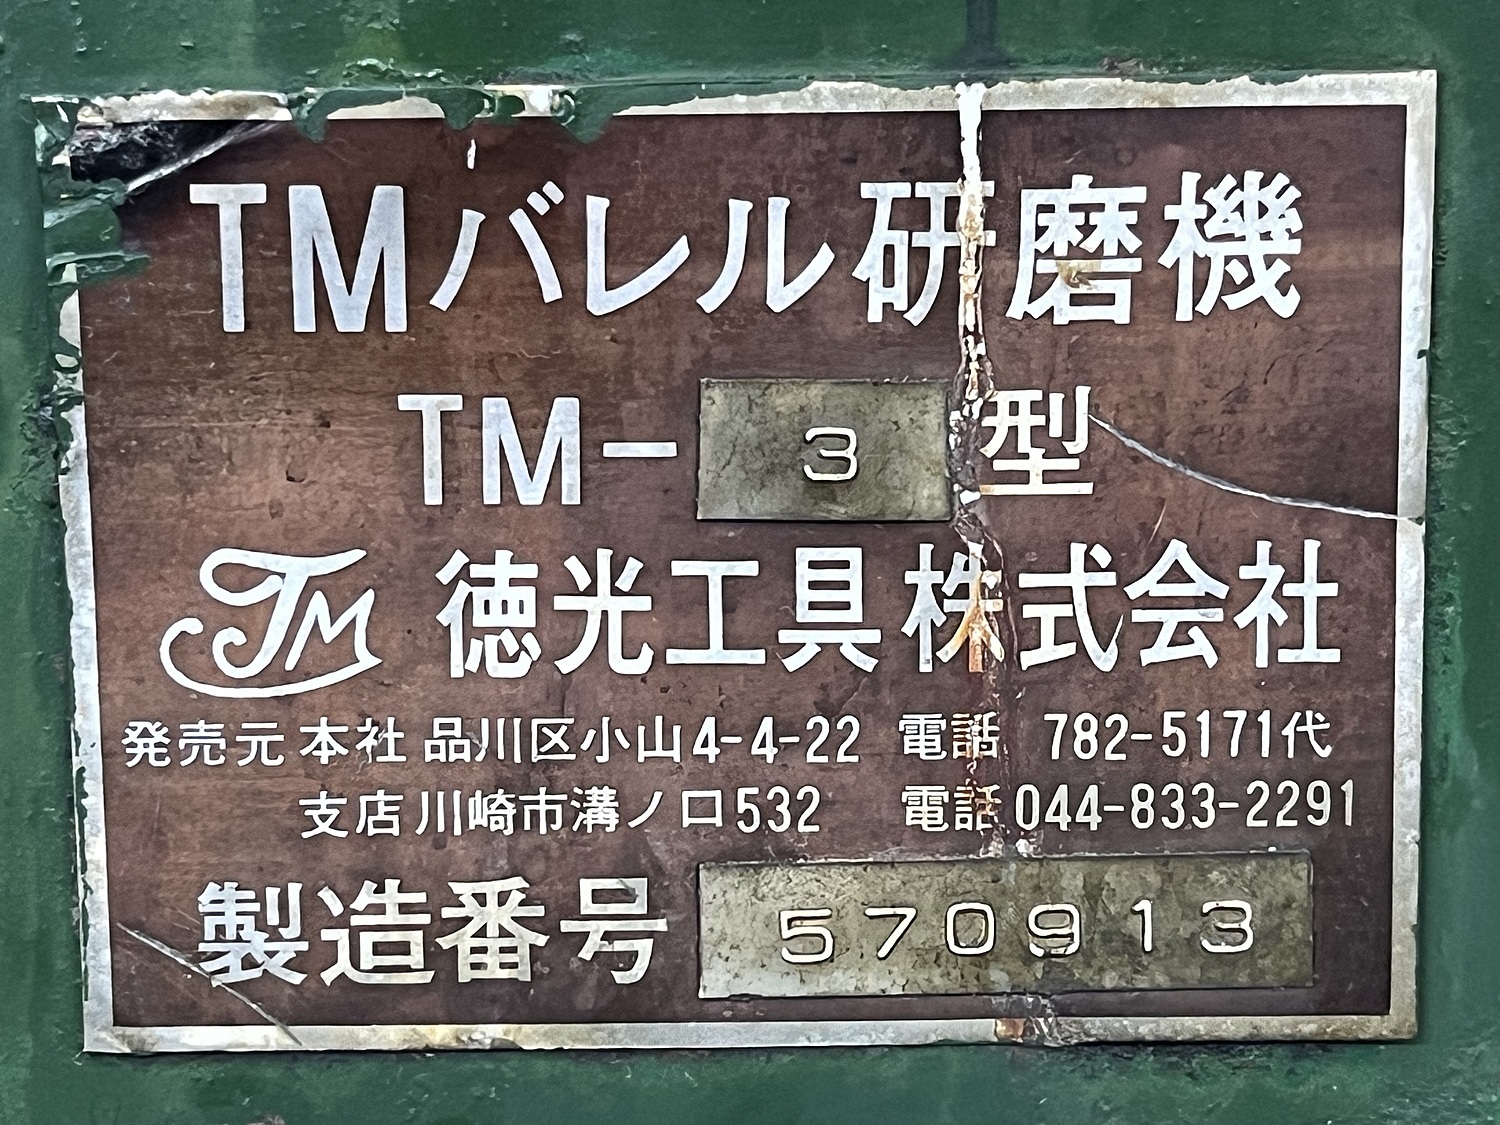 TMバレル研磨機
TM-3型
TM 徳光工具株式会社
発売元 本社 品川区小山4-4-22 電話 782-5171代
支店 川崎市溝ノ口532 電話 044-833-2291
製造番号 570913